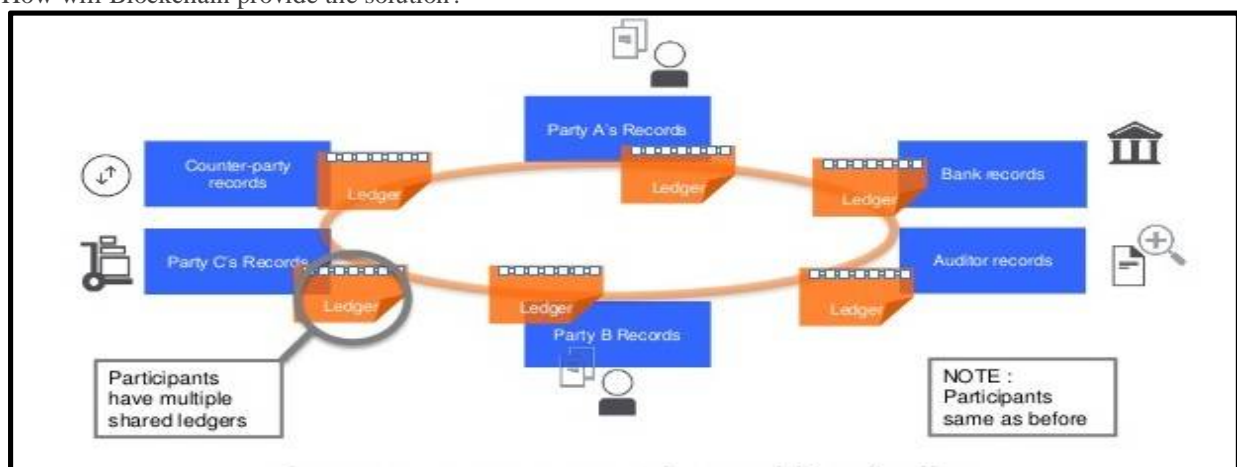 How will Blockchain provide the solution?
Party A's Records
Counter-party
records
Ledger
Ledger
Bank records
Ledger
Party C's Records
Ledger
Ledger
Party B Records
Auditor records
Ledger
Participants
have multiple
shared ledgers
NOTE :
Participants
same as before